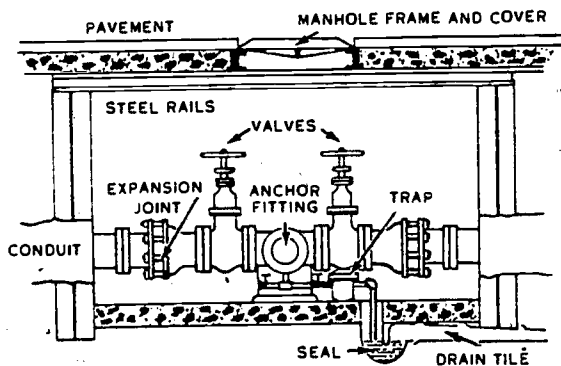 PAVEMENT
MANHOLE FRAME AND COVER
STEEL RAILS
VALVES
EXPANSION
JOINT
ANCHOR
FITTING
TRAP
CONDUIT
SEAL
DRAIN TILE